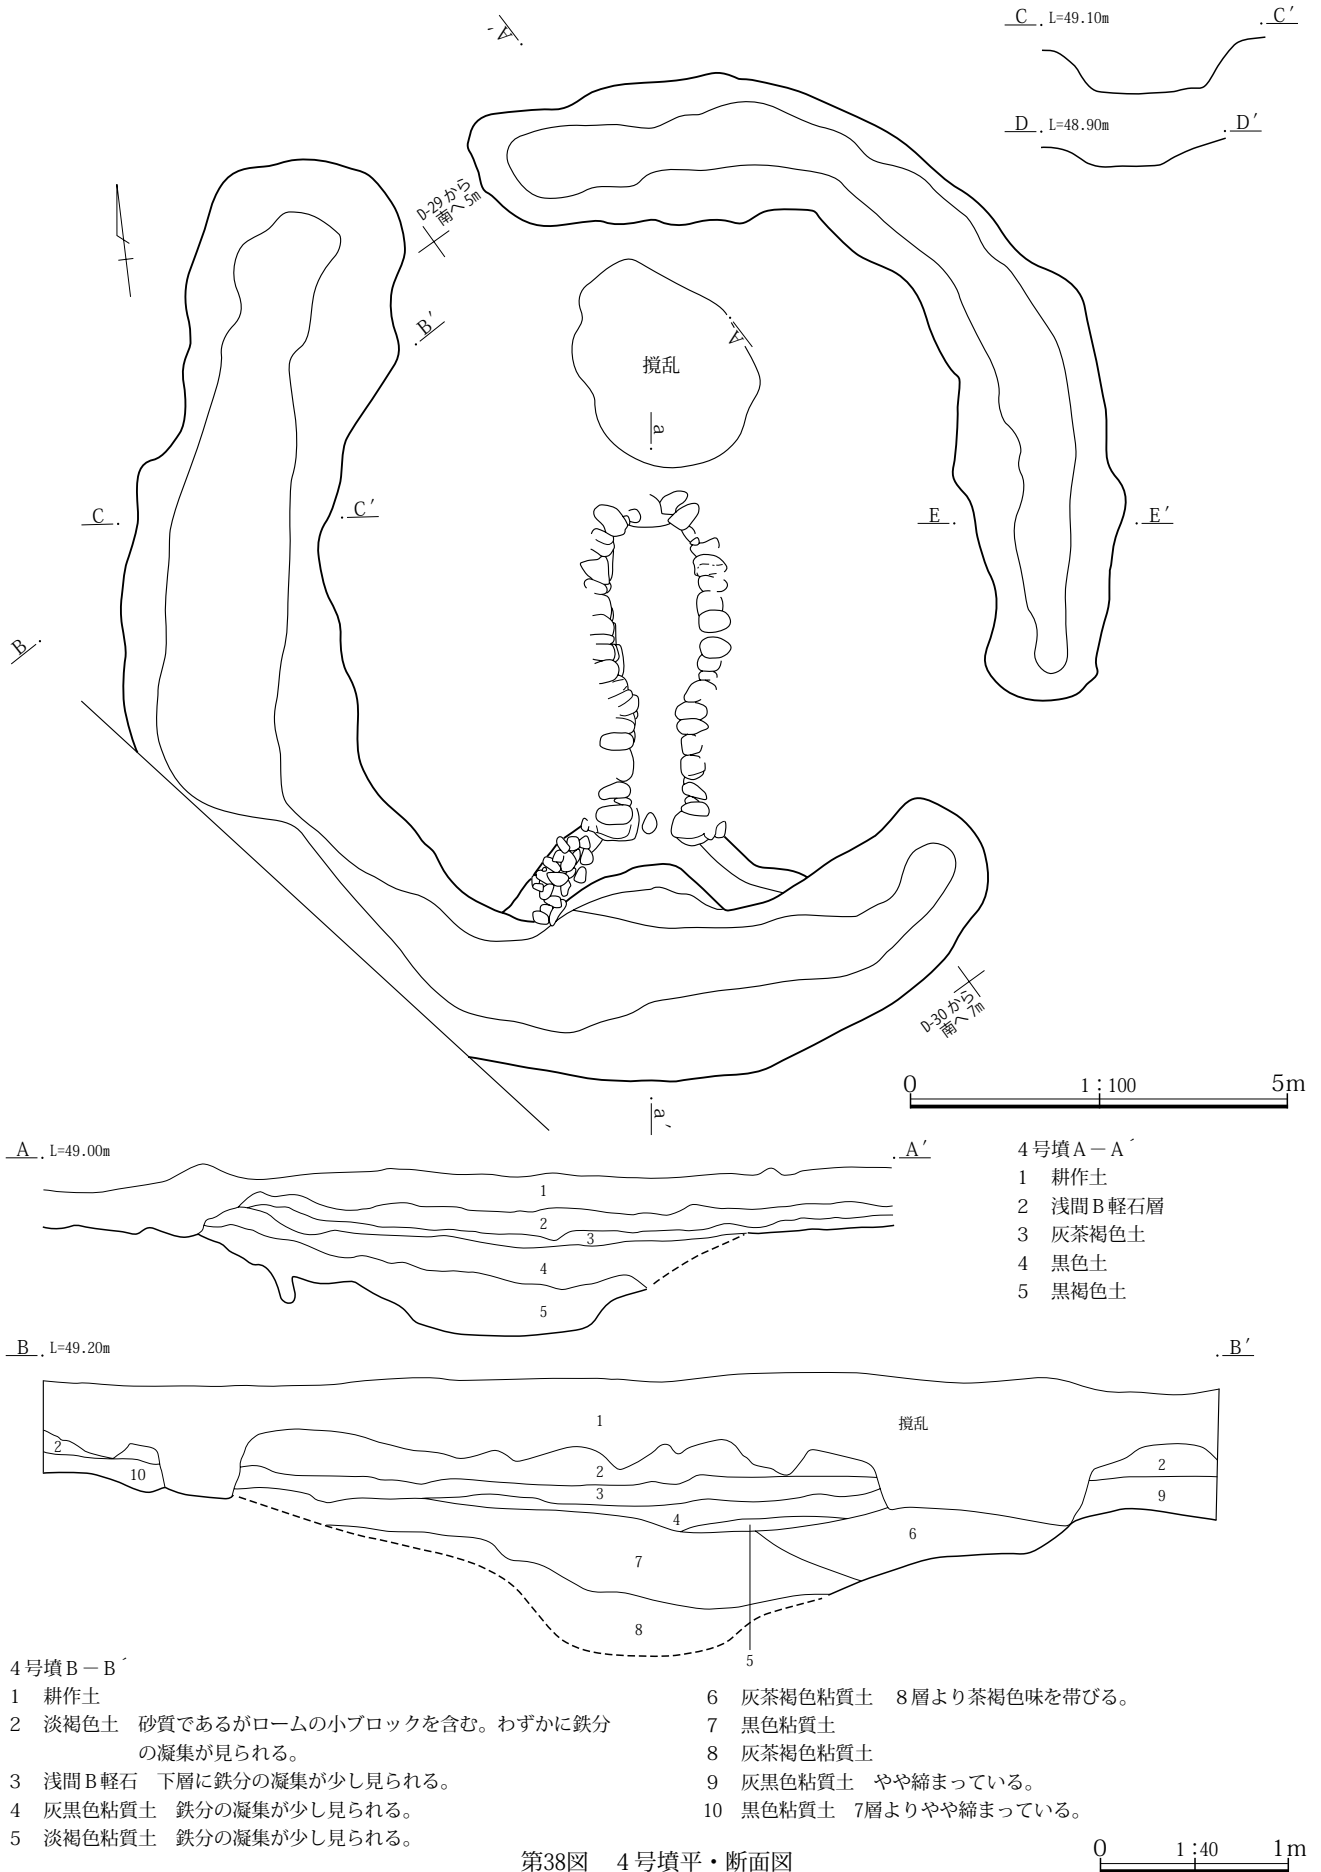 A´
C L=49.10m C′
D L=48.90m D′
D-29から
南へ5m
B′
A
撹乱
a
C C′
E E′
B
D-30から
南へ7m
a´
0 1:100 5m
A L=49.00m A′
1
2
3
4
5
4号墳A-A´
1 耕作土
2 浅間B軽石層
3 灰茶褐色土
4 黒色土
5 黒褐色土
B L=49.20m B′
1 撹乱
2 2 2
10 3 9
4 6
7
8
5
4号墳B-B´
1 耕作土
2 淡褐色土 砂質であるがロームの小ブロックを含む。わずかに鉄分
の凝集が見られる。
3 浅間B軽石 下層に鉄分の凝集が少し見られる。
4 灰黒色粘質土 鉄分の凝集が少し見られる。
5 淡褐色粘質土 鉄分の凝集が少し見られる。
6 灰茶褐色粘質土 8層より茶褐色味を帯びる。
7 黒色粘質土
8 灰茶褐色粘質土
9 灰黒色粘質土 やや締まっている。
10 黒色粘質土 7層よりやや締まっている。
0 1:40 1m
第38図 4号墳平・断面図